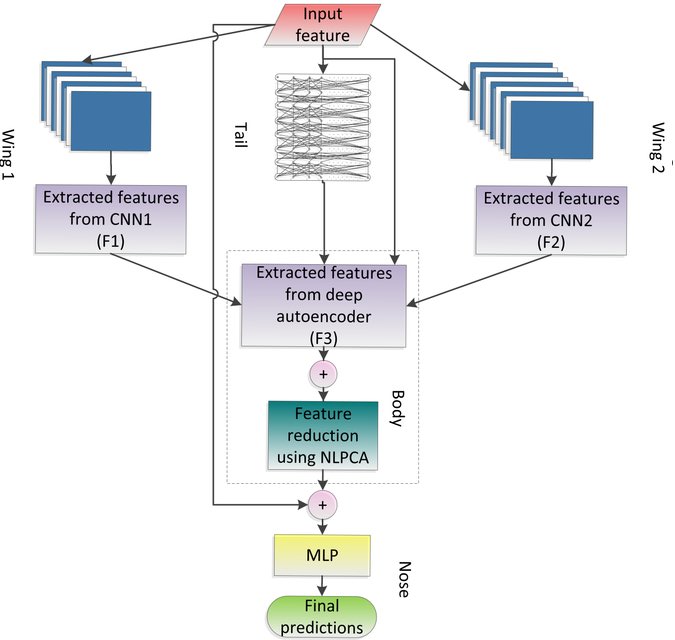 Input
feature
Wing 1
Tail
Wing 2
Extracted features
from CNN1
(F1)
Extracted features
from CNN2
(F2)
Extracted features
from deep
autoencoder
(F3)
+
Body
Feature
reduction
using NLPCA
+
MLP
Nose
Final
predictions